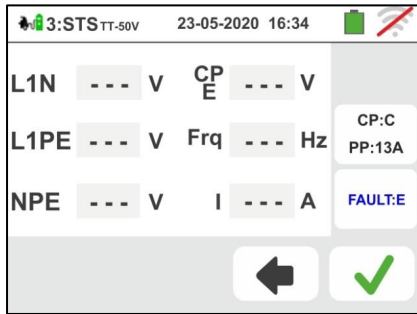 3:STS TT-50V 23-05-2020 16:34
L1N - - - V CP E - - - V
L1PE - - - V Frq - - - Hz
NPE - - - V I - - - A
CP:C
PP:13A
FAULT:E